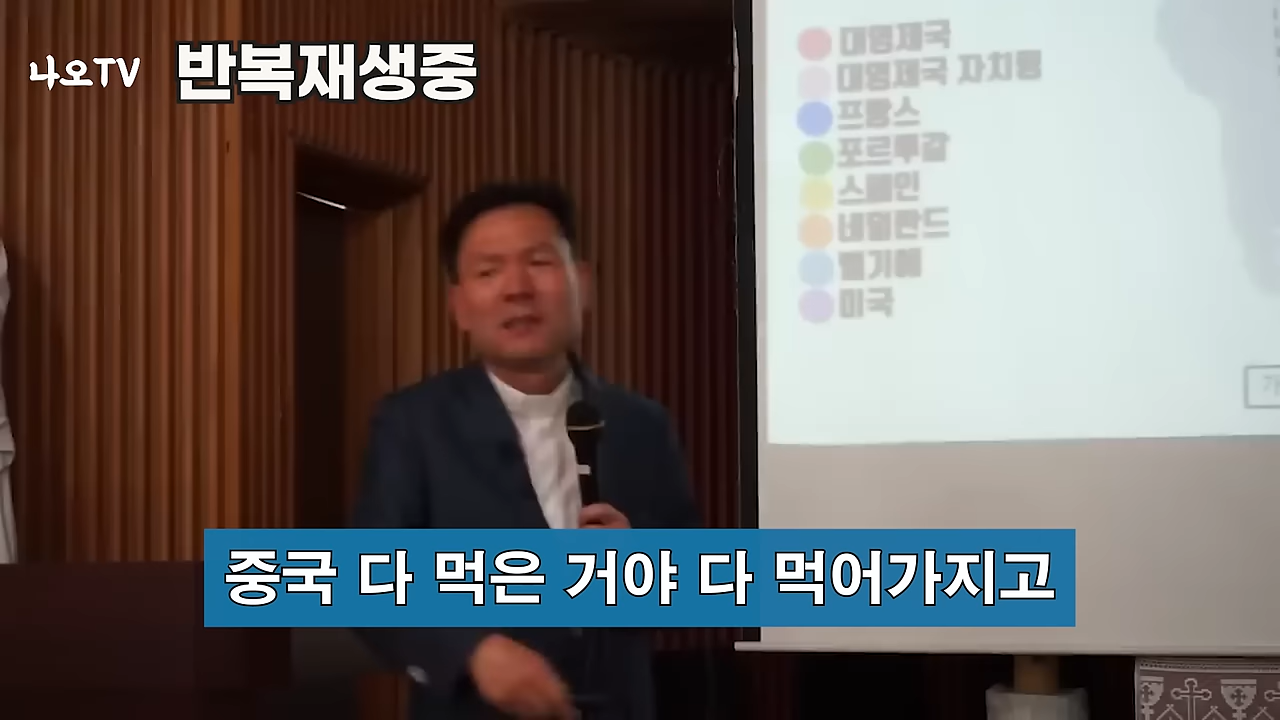 나오TV 반복재생중
대영제국
대영제국 자치령
프랑스
포르투갈
스페인
네덜란드
벨기에
미국
중국 다 먹은 거야 다 먹어가지고